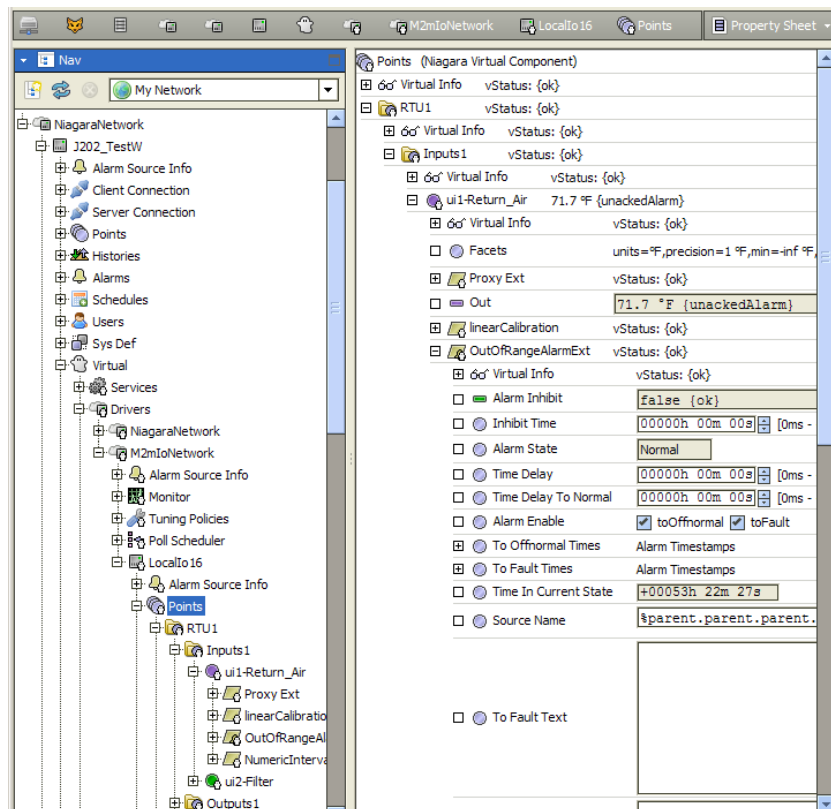 M2mIoNetwork
LocalIo16
Points
Property Sheet
Nav
My Network
NiagaraNetwork
J202_TestW
Alarm Source Info
Client Connection
Server Connection
Points
Histories
Alarms
Schedules
Users
Sys Def
Virtual
Services
Drivers
NiagaraNetwork
M2mIoNetwork
Alarm Source Info
Monitor
Tuning Policies
Poll Scheduler
LocalIo16
Alarm Source Info
Points
RTU1
Inputs1
ui1-Return_Air
Proxy Ext
linearCalibratio
OutOfRangeAl
NumericInterva
ui2-Filter
Outputs1
Points (Niagara Virtual Component)
Virtual Info vStatus: {ok}
RTU1 vStatus: {ok}
Virtual Info vStatus: {ok}
Inputs1 vStatus: {ok}
Virtual Info vStatus: {ok}
ui1-Return_Air 71.7 °F {unackedAlarm}
Virtual Info vStatus: {ok}
Facets units=°F,precision=1 °F,min=-inf °F,
Proxy Ext vStatus: {ok}
Out 71.7 °F {unackedAlarm}
linearCalibration vStatus: {ok}
OutOfRangeAlarmExt vStatus: {ok}
Virtual Info vStatus: {ok}
Alarm Inhibit false {ok}
Inhibit Time 00000h 00m 00s [0ms -
Alarm State Normal
Time Delay 00000h 00m 00s [0ms -
Time Delay To Normal 00000h 00m 00s [0ms -
Alarm Enable toOffnormal toFault
To Offnormal Times Alarm Timestamps
To Fault Times Alarm Timestamps
Time In Current State +00053h 22m 27s
Source Name %parent.parent.parent.
To Fault Text